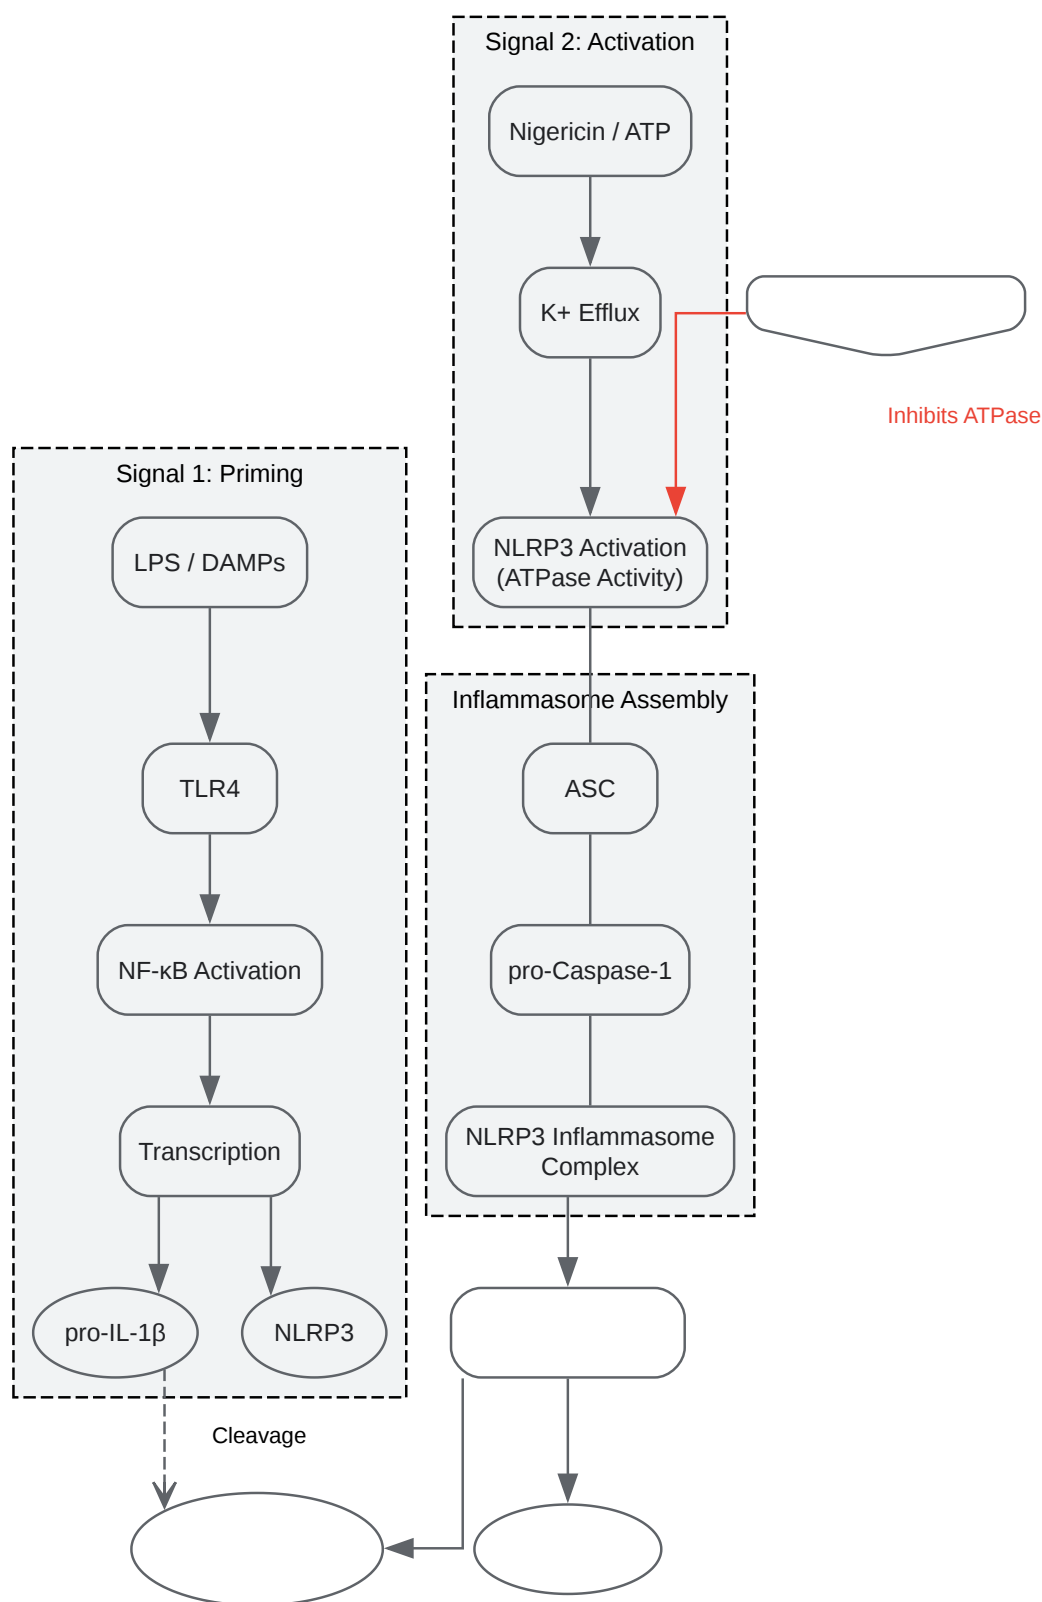 Signal 2: Activation
Nigericin / ATP
K+ Efflux
Inhibits ATPase
NLRP3 Activation
(ATPase Activity)
Signal 1: Priming
LPS / DAMPs
TLR4
NF-κB Activation
Transcription
pro-IL-1β
NLRP3
Inflammasome Assembly
ASC
pro-Caspase-1
NLRP3 Inflammasome
Complex
Cleavage